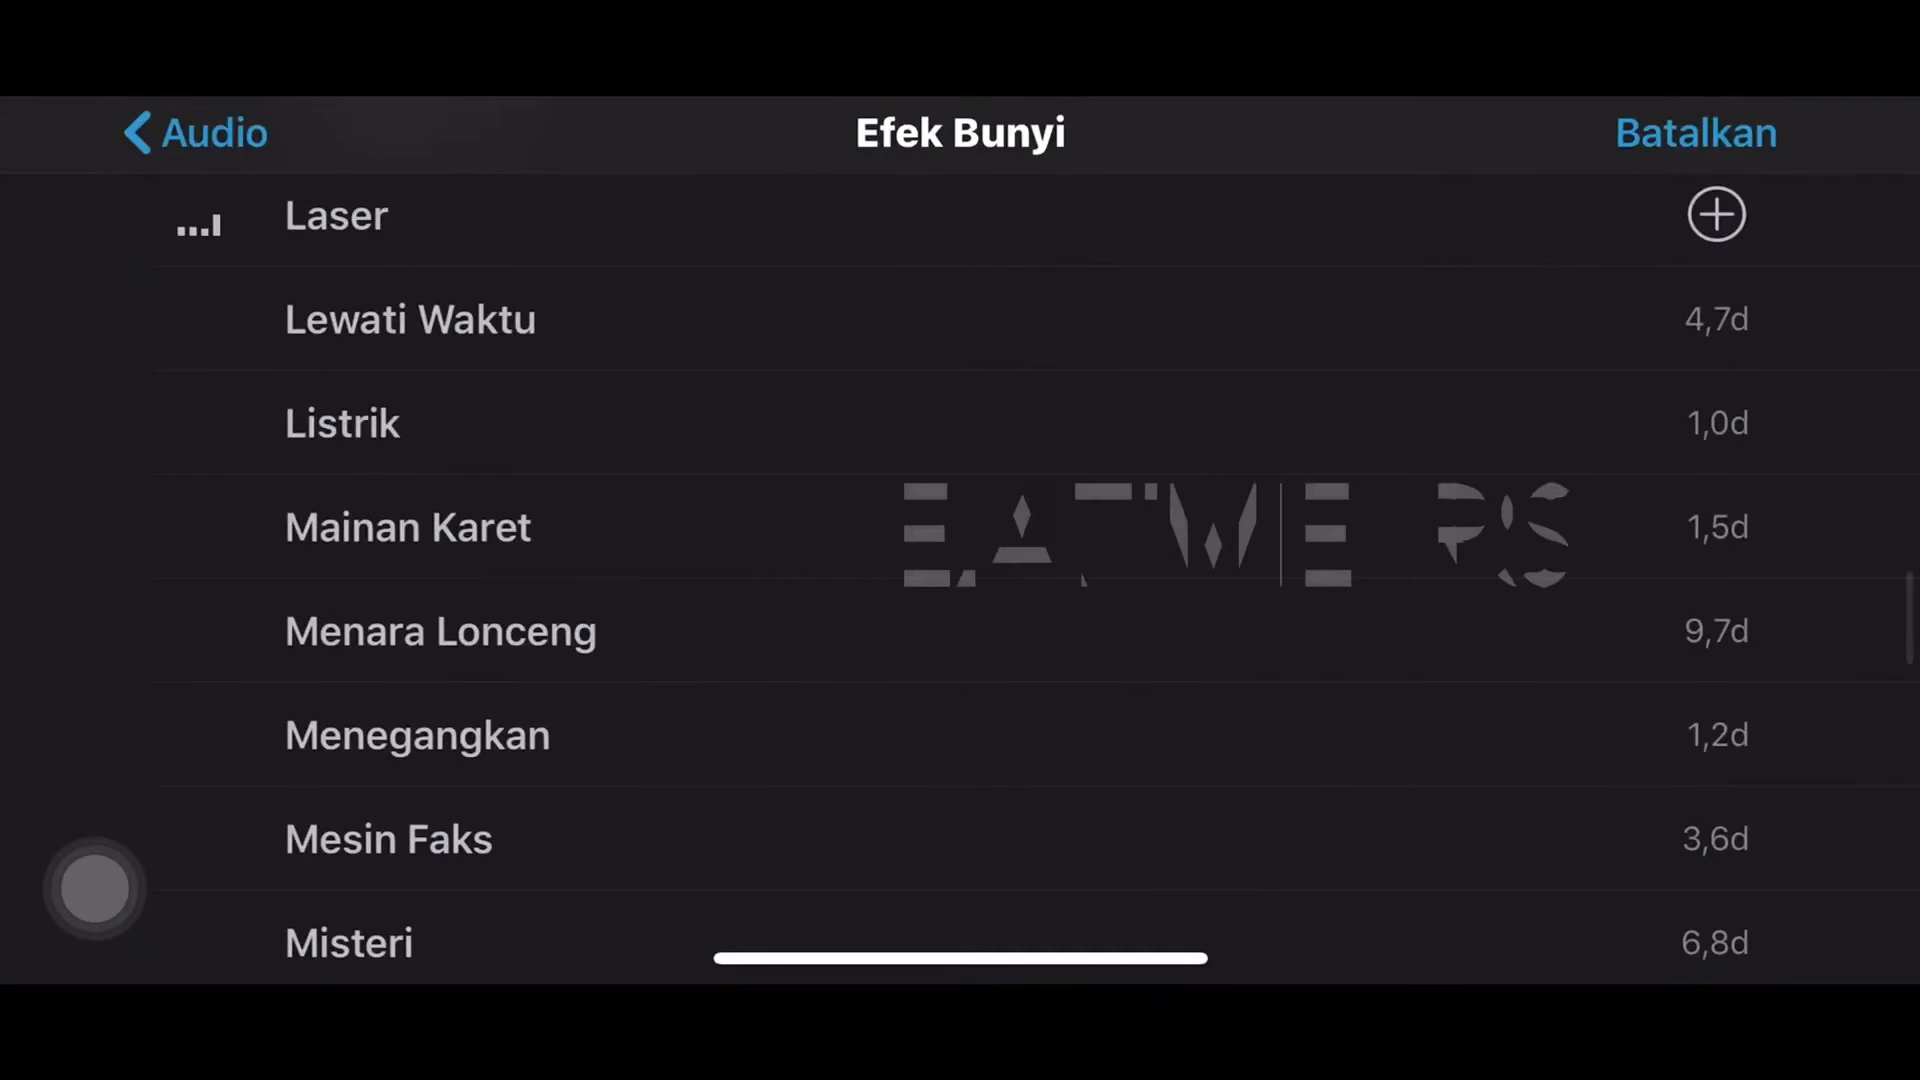 Audio
Efek Bunyi
Batalkan
Laser
Lewati Waktu
4,7d
Listrik
1,0d
Mainan Karet
1,5d
Menara Lonceng
9,7d
Menegangkan
1,2d
Mesin Faks
3,6d
Misteri
6,8d